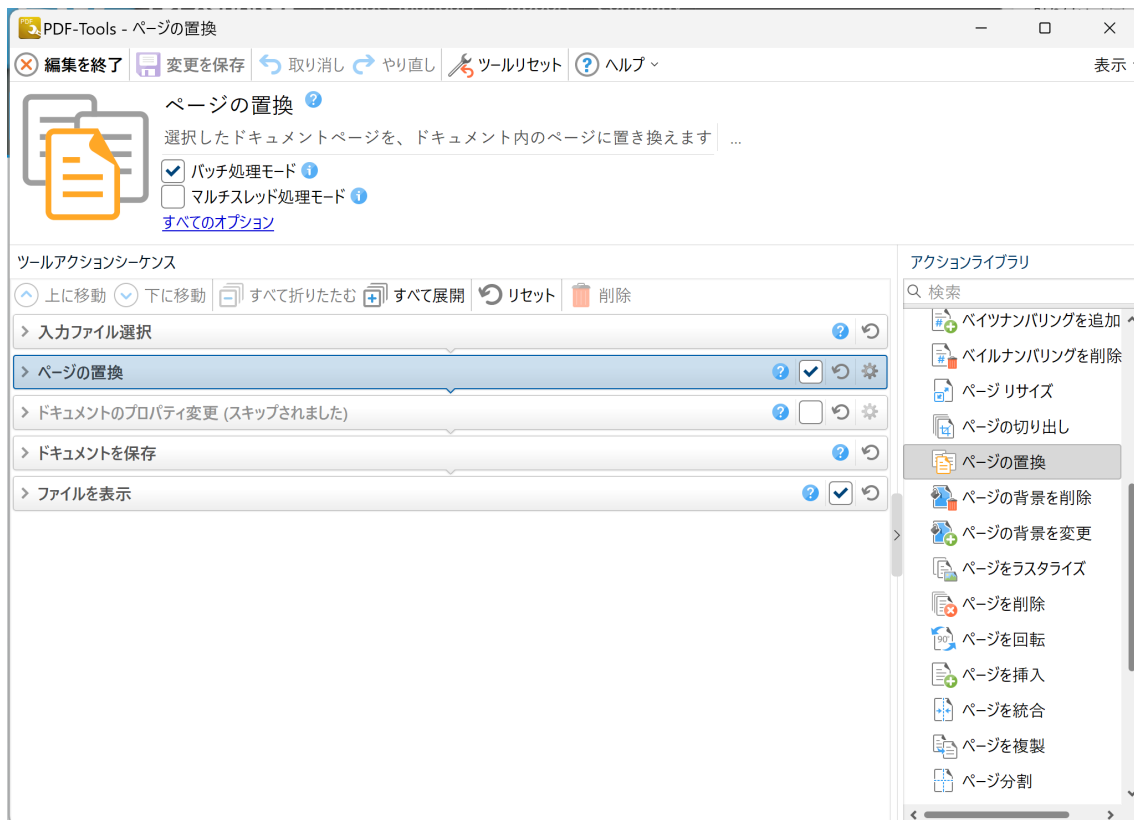 PDF-Tools - ページの置換
編集を終了 変更を保存 取り消し やり直し ツールリセット ヘルプ 表示
ページの置換
選択したドキュメントページを、ドキュメント内のページに置き換えます ...
バッチ処理モード
マルチスレッド処理モード
すべてのオプション
ツールアクションシーケンス
上に移動 下に移動 すべて折りたたむ すべて展開 リセット 削除
入力ファイル選択
ページの置換
ドキュメントのプロパティ変更 (スキップされました)
ドキュメントを保存
ファイルを表示
アクションライブラリ
検索
ベイツナンバリングを追加
ベイルナンバリングを削除
ページ リサイズ
ページの切り出し
ページの置換
ページの背景を削除
ページの背景を変更
ページをラスタライズ
ページを削除
ページを回転
ページを挿入
ページを統合
ページを複製
ページ分割